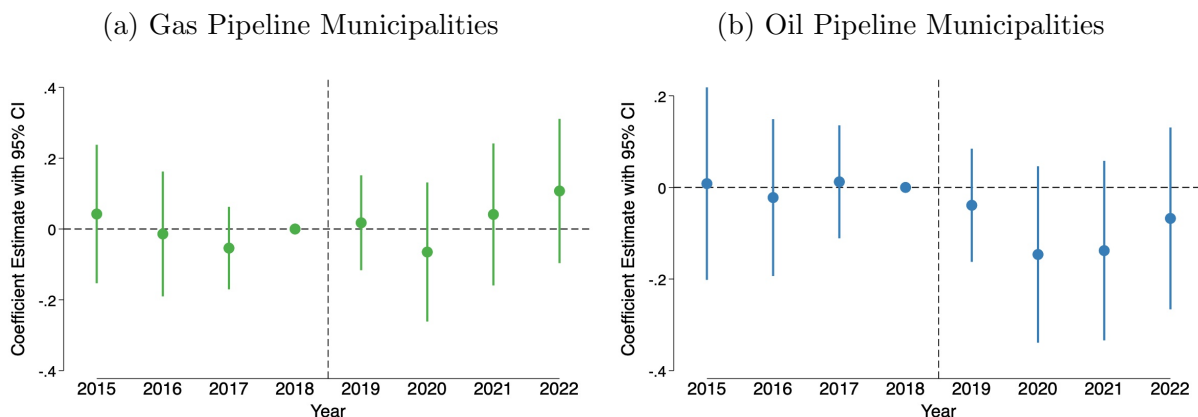 (a) Gas Pipeline Municipalities
Coefficient Estimate with 95% CI
.4
.2
0
-.2
-.4
2015 2016 2017 2018 2019 2020 2021 2022
Year
(b) Oil Pipeline Municipalities
Coefficient Estimate with 95% CI
.2
0
-.2
-.4
2015 2016 2017 2018 2019 2020 2021 2022
Year